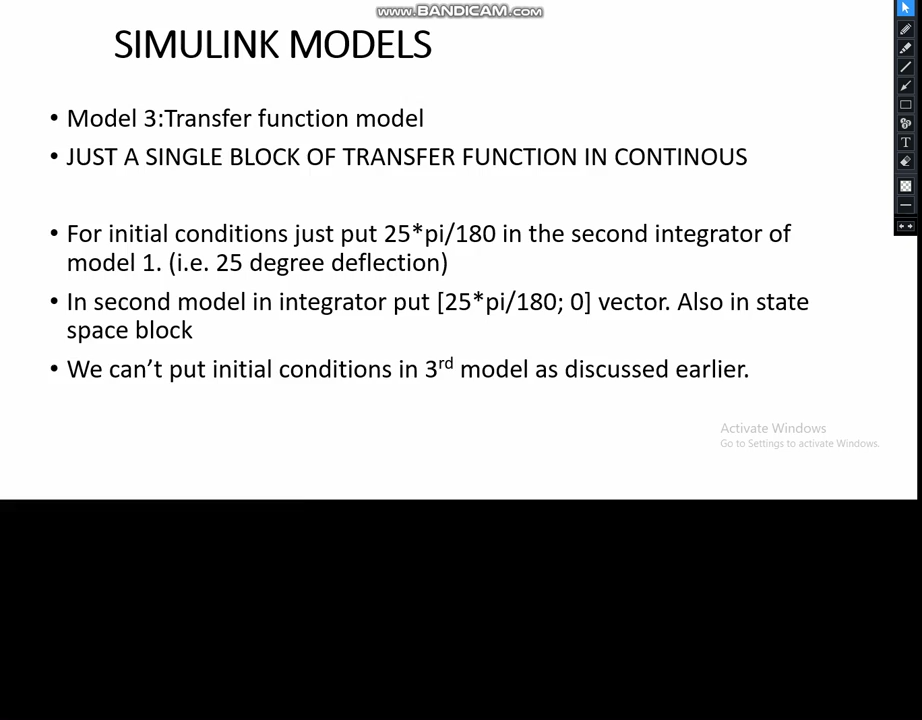 www.BANDICAM.com
SIMULINK MODELS
• Model 3:Transfer function model
• JUST A SINGLE BLOCK OF TRANSFER FUNCTION IN CONTINOUS
• For initial conditions just put 25*pi/180 in the second integrator of
model 1. (i.e. 25 degree deflection)
• In second model in integrator put [25*pi/180; 0] vector. Also in state
space block
• We can’t put initial conditions in 3rd model as discussed earlier.
Activate Windows
Go to Settings to activate Windows.
T